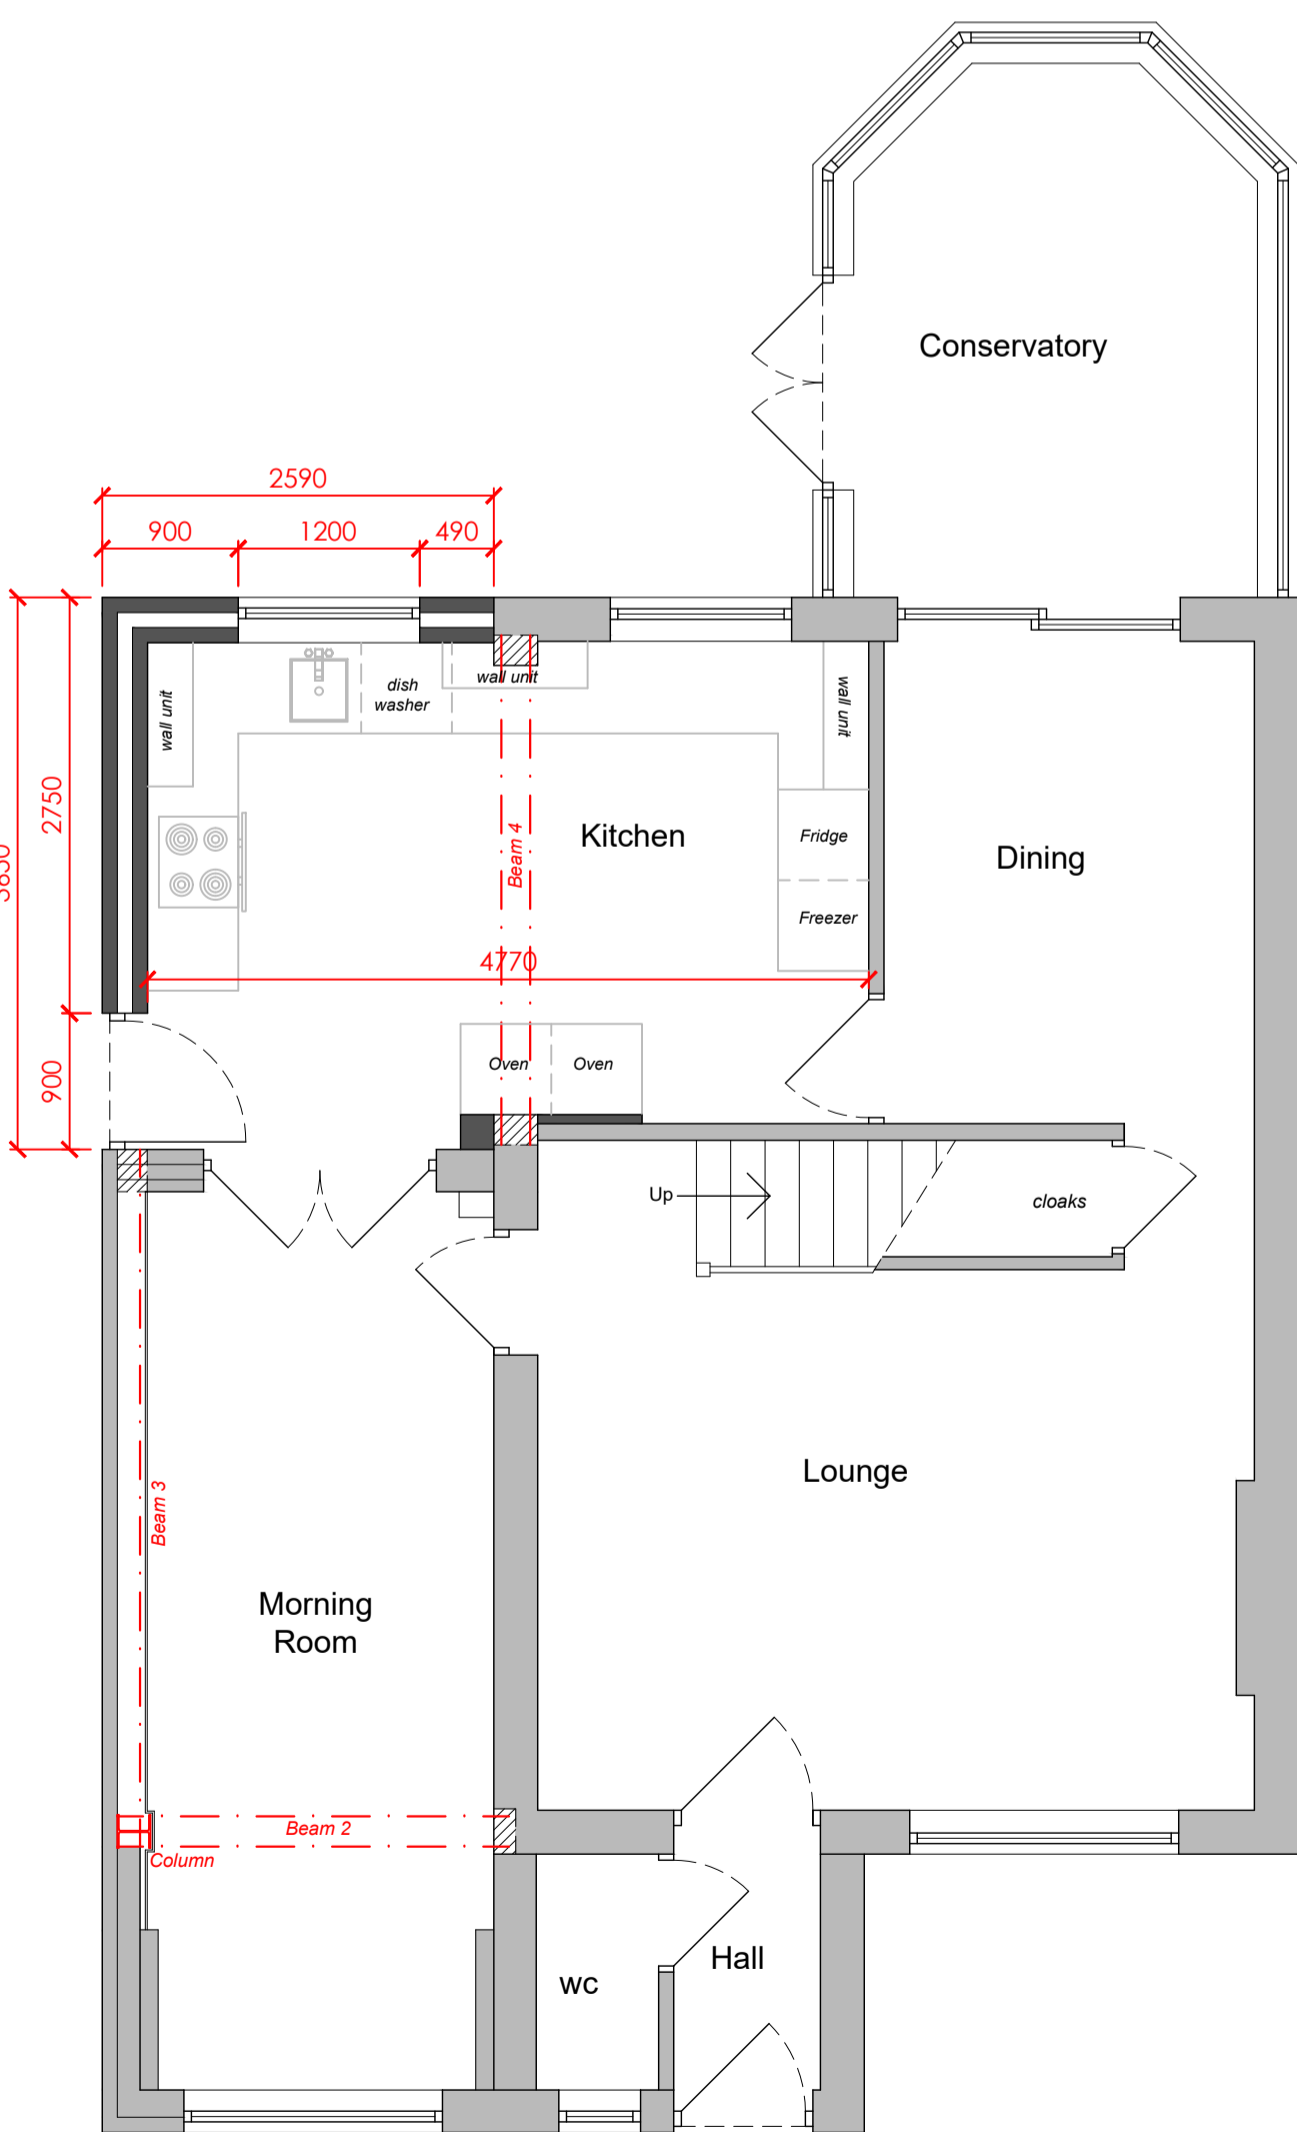 Conservatory
2590
900
1200
490
wall unit
dish
washer
wall unit
wall unit
2750
Kitchen
Beam 4
Fridge
Dining
Freezer
4770
900
Oven
Oven
Up
cloaks
Lounge
Beam 3
Morning
Room
Beam 2
Column
Hall
wc